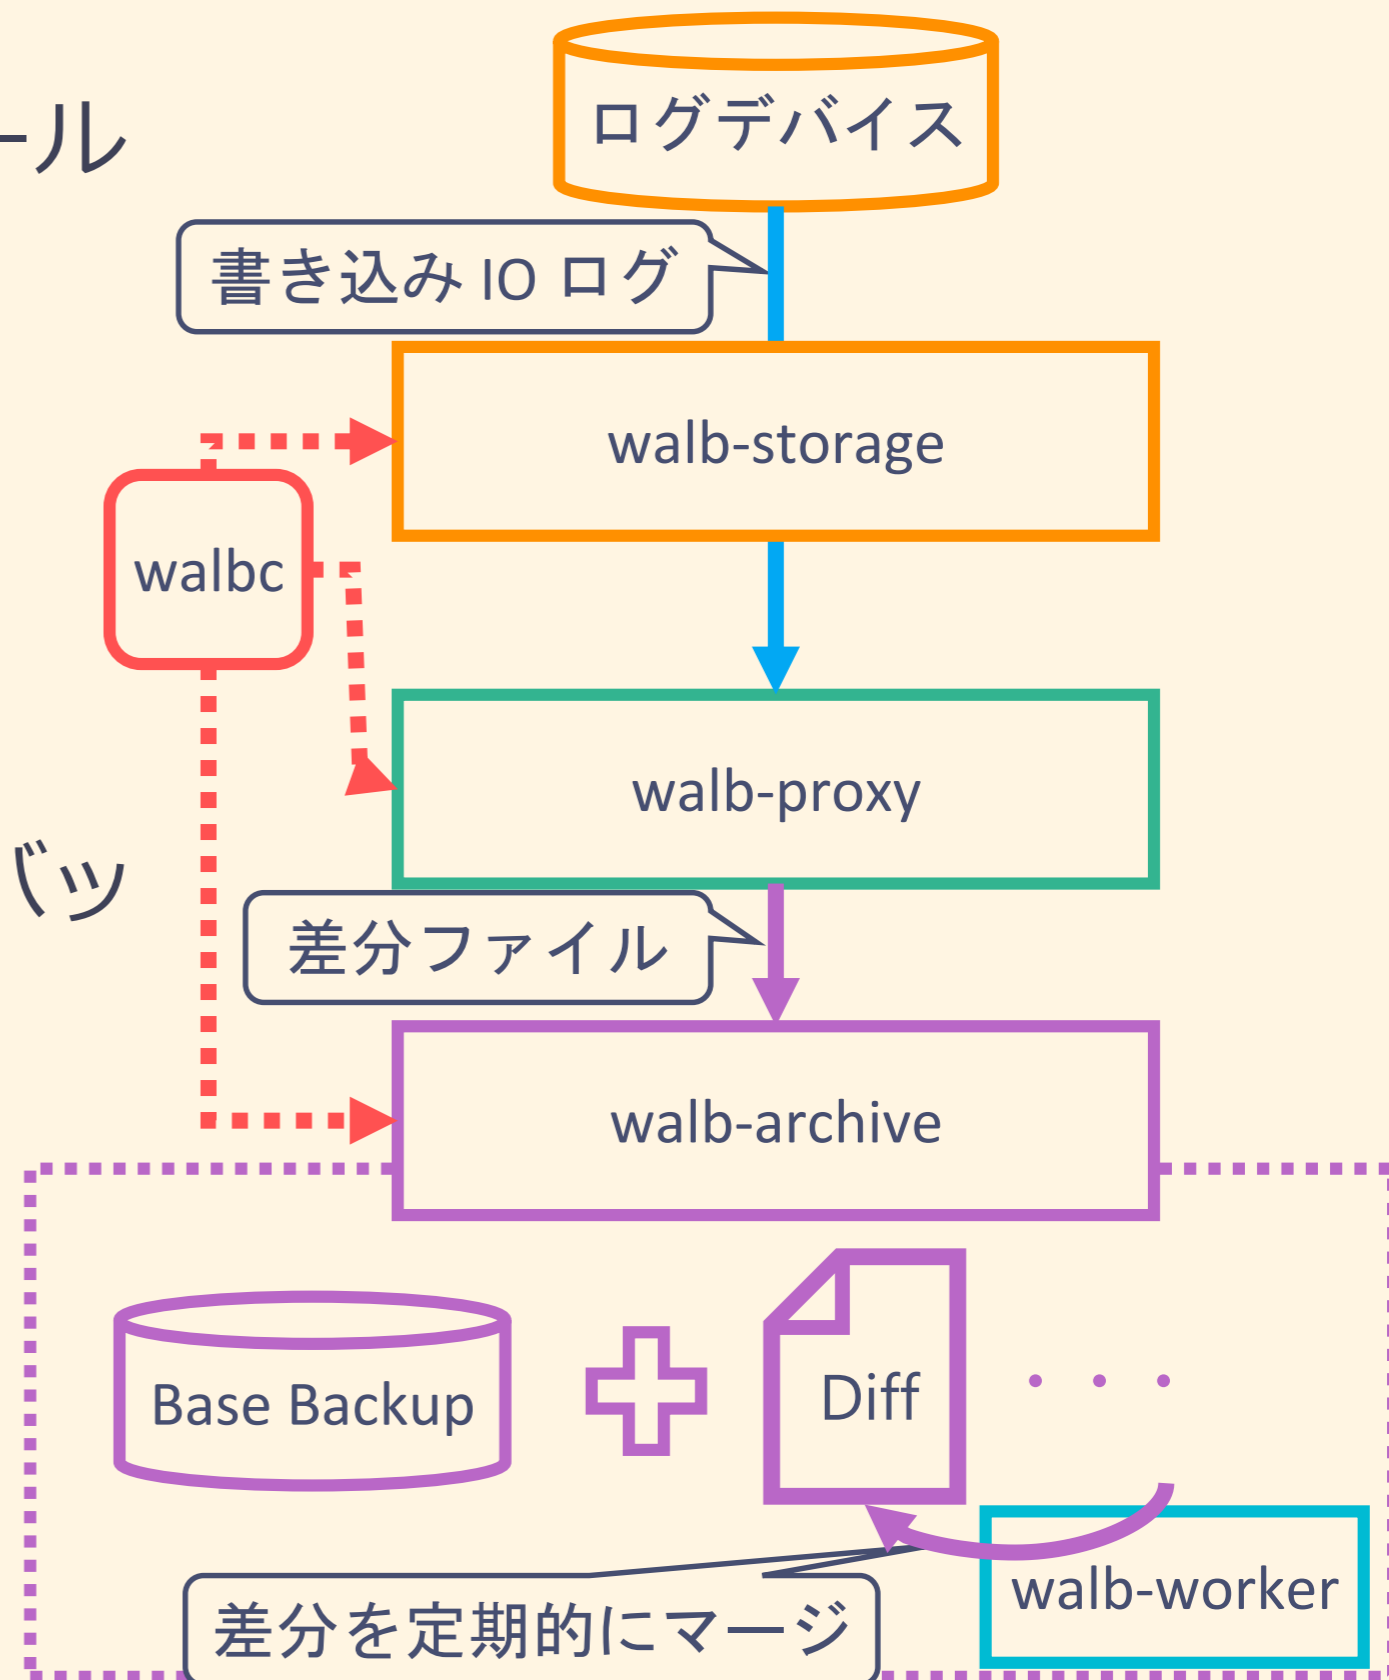 ール
ログデバイス
書き込み IO ログ
walb-storage
walbc
walb-proxy
バッ
差分ファイル
walb-archive
Base Backup
Diff
・・・
walb-worker
差分を定期的にマージ